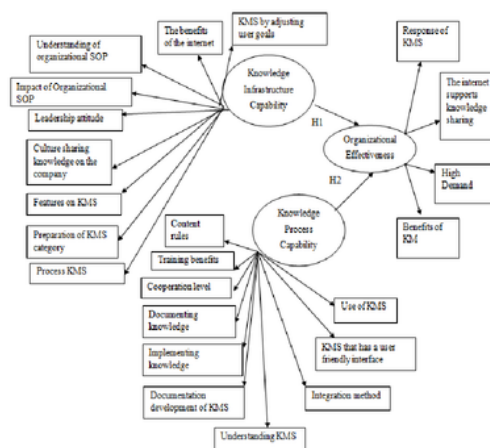 The benefits
of the internet
KMS by adjusting
user goals
Understanding of
organizational SOP
Impact of Organizational
SOP
Leadership attitude
Culture sharing
knowledge on the
company
Features on KMS
Preparation of KMS
category
Process KMS
Knowledge
Infrastructure
Capability
H1
Organizational
Effectiveness
H2
Response of
KMS
The internet
supports
knowledge
sharing
High
Demand
Benefits of
KM
Knowledge
Process
Capability
Content
rules
Training benefits
Cooperation level
Documenting
knowledge
Implementing
knowledge
Documentation
development of KMS
Understanding KMS
Integration method
KMS that has a user
friendly interface
Use of KMS